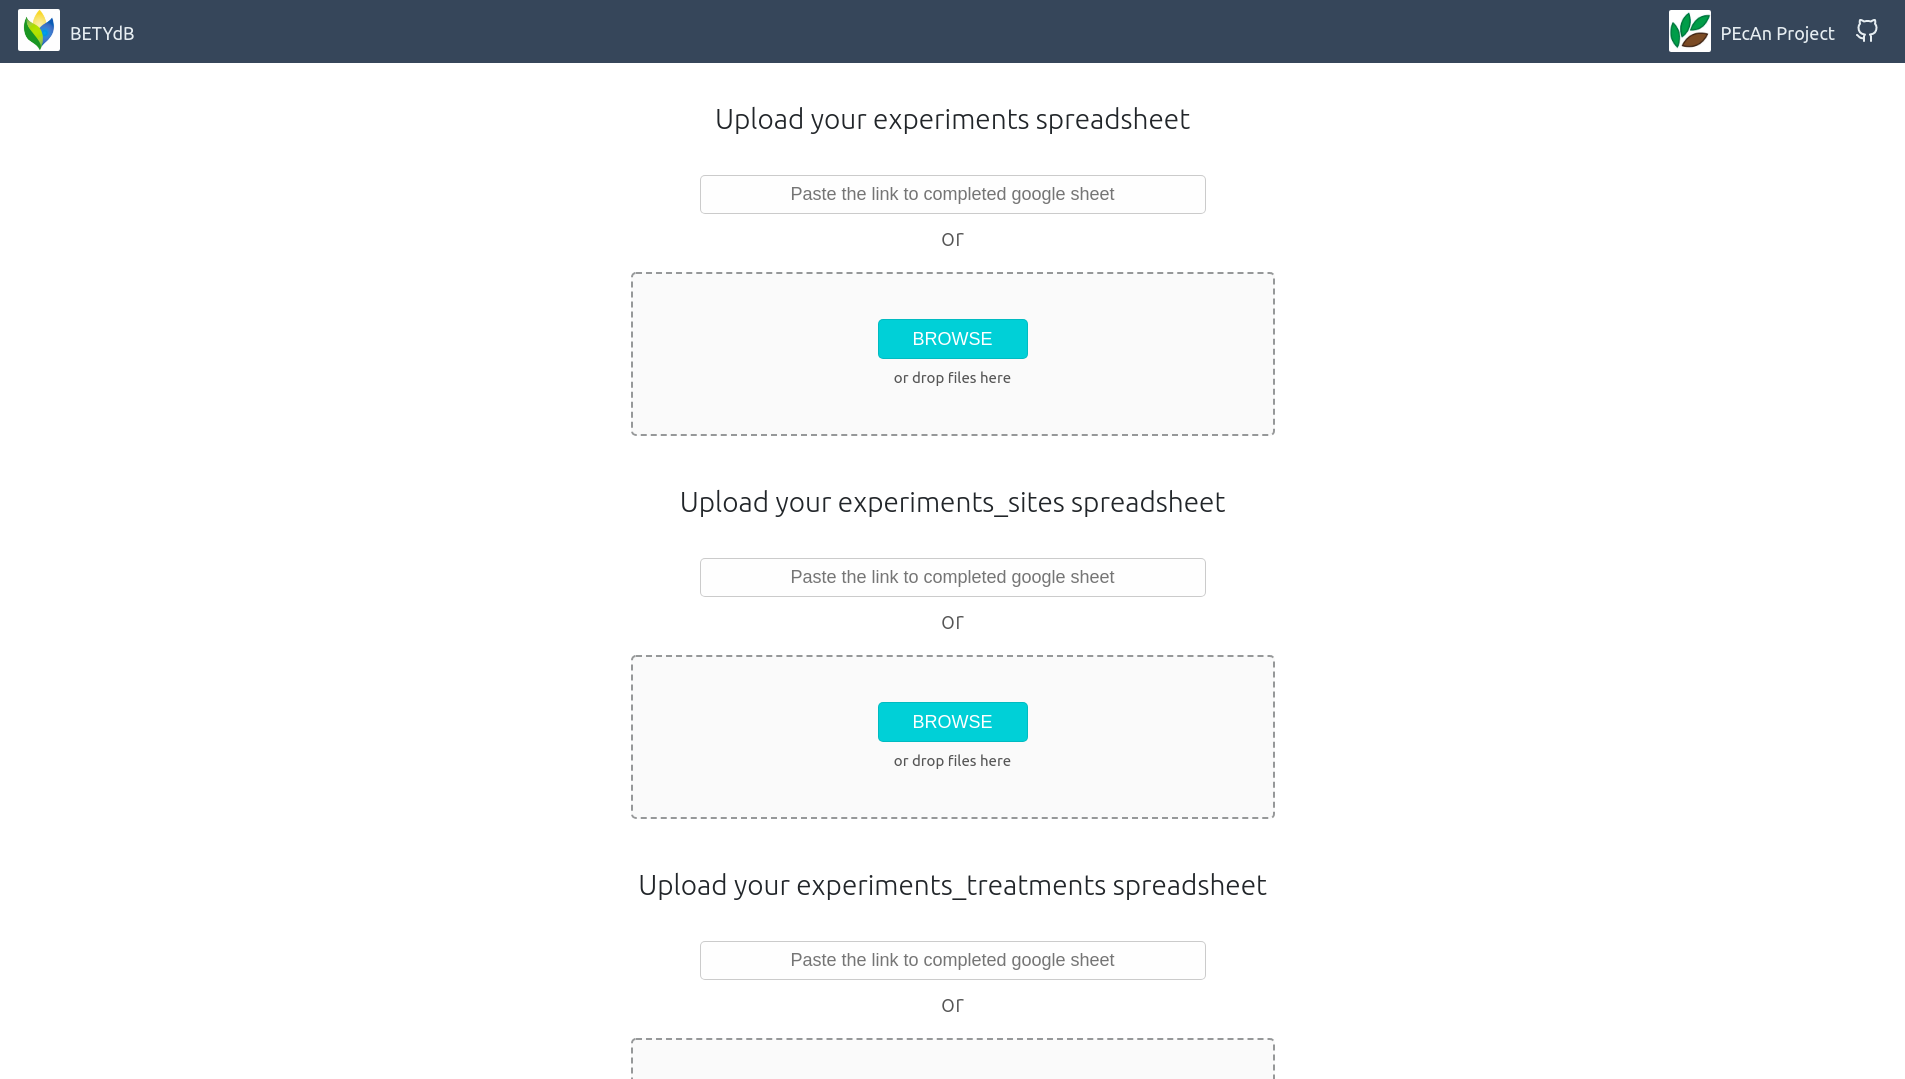 BETYdB
PEcAn Project
Upload your experiments spreadsheet
Paste the link to completed google sheet
or
BROWSE
or drop files here
Upload your experiments_sites spreadsheet
Paste the link to completed google sheet
or
BROWSE
or drop files here
Upload your experiments_treatments spreadsheet
Paste the link to completed google sheet
or